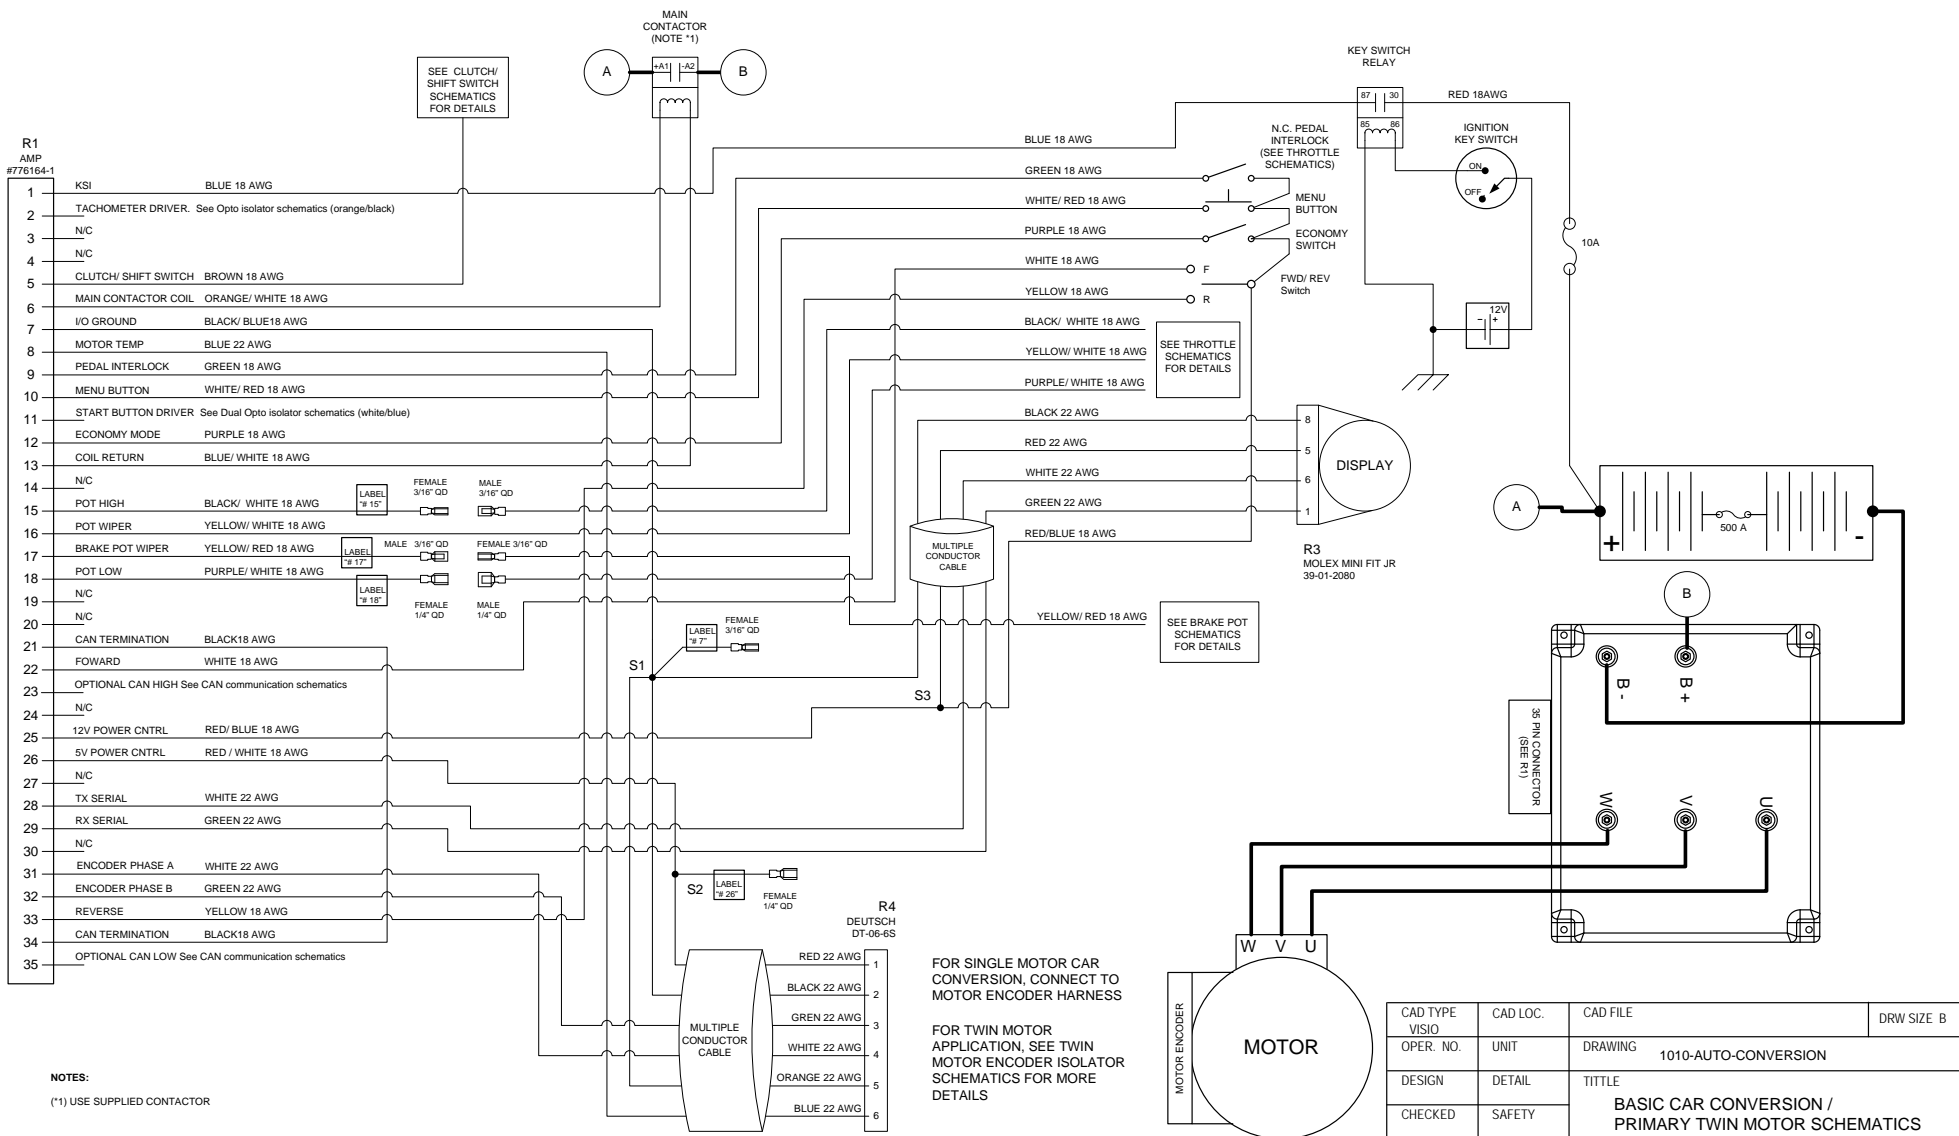 MAIN
CONTACTOR
(NOTE *1)
A
+A1
-A2
B
SEE CLUTCH/
SHIFT SWITCH
SCHEMATICS
FOR DETAILS
KEY SWITCH
RELAY
87
30
85
86
RED 18AWG
IGNITION
KEY SWITCH
ON
OFF
10A
12V
-
+
R1
AMP
#776164-1
1 KSI BLUE 18 AWG
2 TACHOMETER DRIVER. See Opto isolator schematics (orange/black)
3 N/C
4 N/C
5 CLUTCH/ SHIFT SWITCH BROWN 18 AWG
6 MAIN CONTACTOR COIL ORANGE/ WHITE 18 AWG
7 I/O GROUND BLACK/ BLUE18 AWG
8 MOTOR TEMP BLUE 22 AWG
9 PEDAL INTERLOCK GREEN 18 AWG
10 MENU BUTTON WHITE/ RED 18 AWG
11 START BUTTON DRIVER See Dual Opto isolator schematics (white/blue)
12 ECONOMY MODE PURPLE 18 AWG
13 COIL RETURN BLUE/ WHITE 18 AWG
14 N/C
15 POT HIGH BLACK/ WHITE 18 AWG
16 POT WIPER YELLOW/ WHITE 18 AWG
17 BRAKE POT WIPER YELLOW/ RED 18 AWG
18 POT LOW PURPLE/ WHITE 18 AWG
19 N/C
20 N/C
21 CAN TERMINATION BLACK18 AWG
22 FOWARD WHITE 18 AWG
23 OPTIONAL CAN HIGH See CAN communication schematics
24 N/C
25 12V POWER CNTRL RED/ BLUE 18 AWG
26 5V POWER CNTRL RED / WHITE 18 AWG
27 N/C
28 TX SERIAL WHITE 22 AWG
29 RX SERIAL GREEN 22 AWG
30 N/C
31 ENCODER PHASE A WHITE 22 AWG
32 ENCODER PHASE B GREEN 22 AWG
33 REVERSE YELLOW 18 AWG
34 CAN TERMINATION BLACK18 AWG
35 OPTIONAL CAN LOW See CAN communication schematics
LABEL
"# 15"
FEMALE
3/16" QD
MALE
3/16" QD
LABEL
"# 17"
MALE 3/16" QD
FEMALE 3/16" QD
LABEL
"# 18"
FEMALE
1/4" QD
MALE
1/4" QD
LABEL
"# 7"
FEMALE
3/16" QD
S1
S3
S2
LABEL
"# 26"
FEMALE
1/4" QD
BLUE 18 AWG
GREEN 18 AWG
WHITE/ RED 18 AWG
PURPLE 18 AWG
WHITE 18 AWG
YELLOW 18 AWG
BLACK/ WHITE 18 AWG
YELLOW/ WHITE 18 AWG
PURPLE/ WHITE 18 AWG
BLACK 22 AWG
RED 22 AWG
WHITE 22 AWG
GREEN 22 AWG
RED/BLUE 18 AWG
YELLOW/ RED 18 AWG
N.C. PEDAL
INTERLOCK
(SEE THROTTLE
SCHEMATICS)
MENU
BUTTON
ECONOMY
SWITCH
F
R
FWD/ REV
Switch
SEE THROTTLE
SCHEMATICS
FOR DETAILS
8
5
6
1
DISPLAY
R3
MOLEX MINI FIT JR
39-01-2080
MULTIPLE
CONDUCTOR
CABLE
SEE BRAKE POT
SCHEMATICS
FOR DETAILS
A
500 A
+
-
B
B -
B +
35 PIN CONNECTOR
(SEE R1)
W
V
U
R4
DEUTSCH
DT-06-6S
RED 22 AWG 1
BLACK 22 AWG 2
GREN 22 AWG 3
WHITE 22 AWG 4
ORANGE 22 AWG 5
BLUE 22 AWG 6
MULTIPLE
CONDUCTOR
CABLE
FOR SINGLE MOTOR CAR
CONVERSION, CONNECT TO
MOTOR ENCODER HARNESS
FOR TWIN MOTOR
APPLICATION, SEE TWIN
MOTOR ENCODER ISOLATOR
SCHEMATICS FOR MORE
DETAILS
W V U
MOTOR ENCODER
MOTOR
NOTES:
(*1) USE SUPPLIED CONTACTOR
CAD TYPE
VISIO
CAD LOC.
CAD FILE
DRW SIZE B
OPER. NO.
UNIT
DRAWING 1010-AUTO-CONVERSION
DESIGN
DETAIL
TITTLE
CHECKED
SAFETY
BASIC CAR CONVERSION /
PRIMARY TWIN MOTOR SCHEMATICS